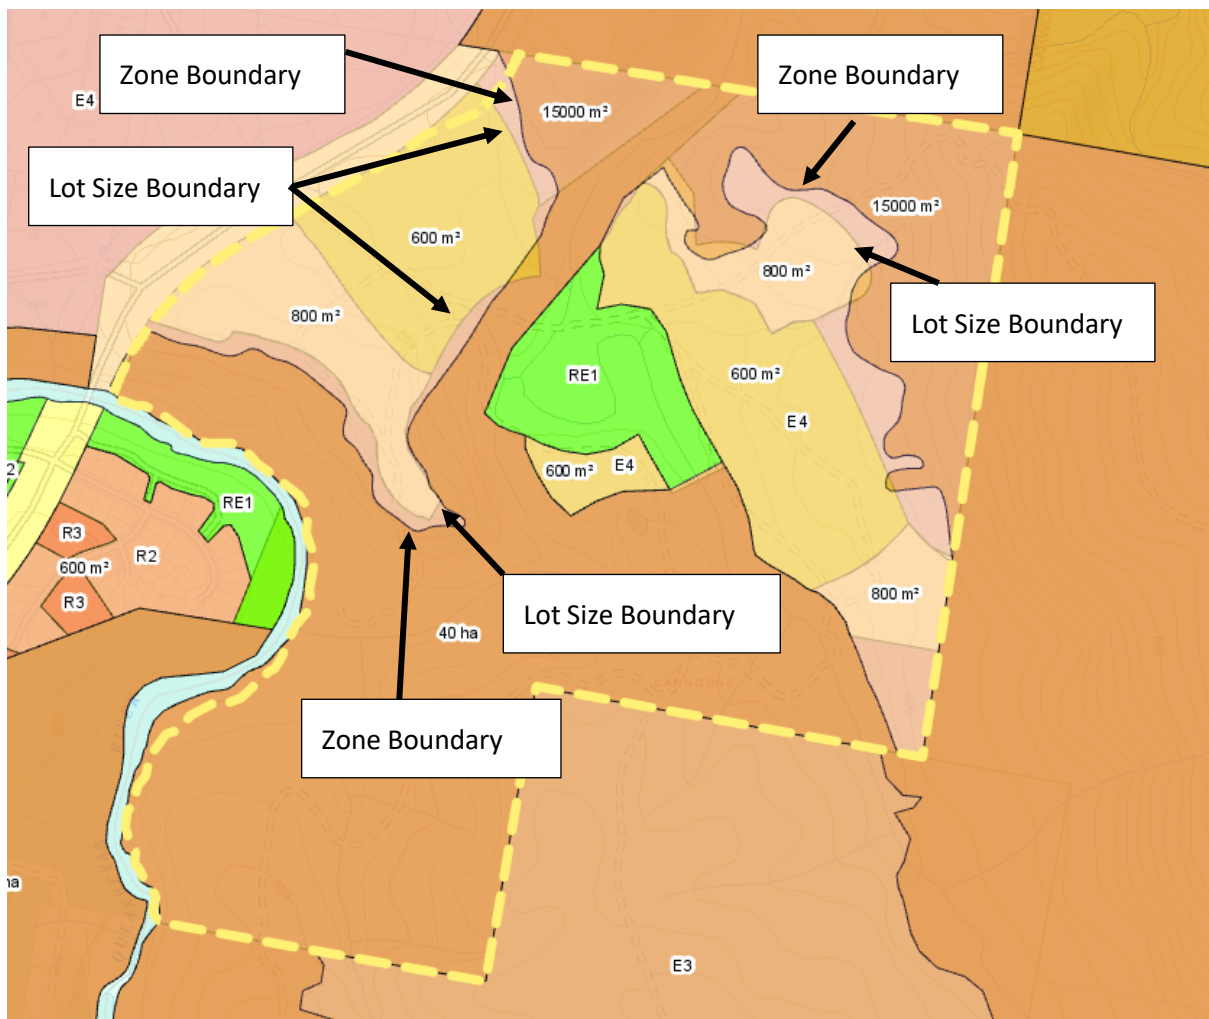 Zone Boundary
Zone Boundary
E4
15000 m²
Lot Size Boundary
15000 m²
600 m²
800 m²
800 m²
Lot Size Boundary
RE1
600 m²
E4
600 m²
E4
2
RE1
R3
R2
600 m²
R3
800 m²
Lot Size Boundary
40 ha
LANGDENE
Zone Boundary
ha
E3